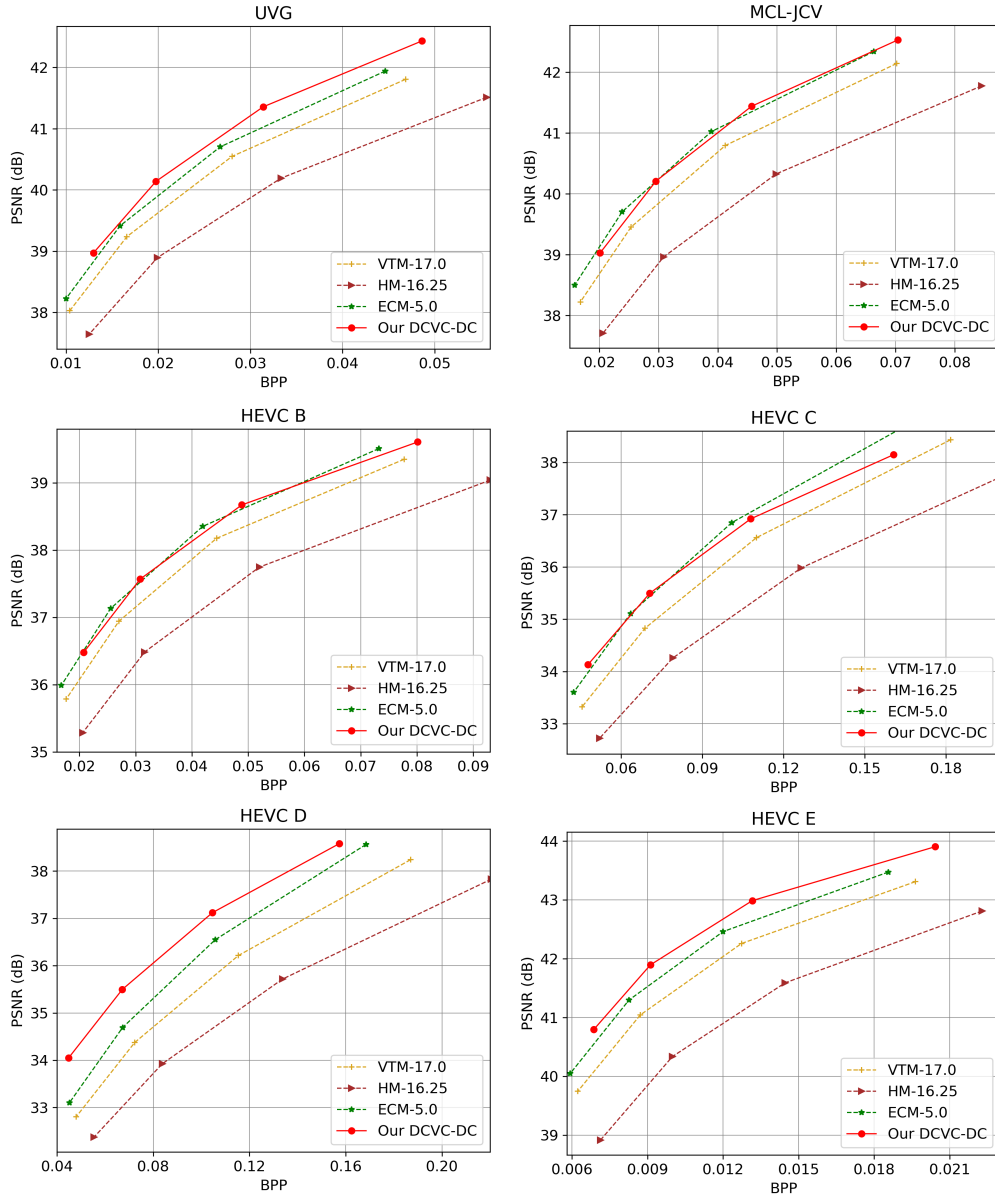 UVG
PSNR (dB)
42
41
40
39
38
0.01 0.02 0.03 0.04 0.05
BPP
VTM-17.0
HM-16.25
ECM-5.0
Our DCVC-DC
MCL-JCV
PSNR (dB)
42
41
40
39
38
0.02 0.03 0.04 0.05 0.06 0.07 0.08
BPP
VTM-17.0
HM-16.25
ECM-5.0
Our DCVC-DC
HEVC B
PSNR (dB)
39
38
37
36
35
0.02 0.03 0.04 0.05 0.06 0.07 0.08 0.09
BPP
VTM-17.0
HM-16.25
ECM-5.0
Our DCVC-DC
HEVC C
PSNR (dB)
38
37
36
35
34
33
0.06 0.09 0.12 0.15 0.18
BPP
VTM-17.0
HM-16.25
ECM-5.0
Our DCVC-DC
HEVC D
PSNR (dB)
38
37
36
35
34
33
0.04 0.08 0.12 0.16 0.20
BPP
VTM-17.0
HM-16.25
ECM-5.0
Our DCVC-DC
HEVC E
PSNR (dB)
44
43
42
41
40
39
0.006 0.009 0.012 0.015 0.018 0.021
BPP
VTM-17.0
HM-16.25
ECM-5.0
Our DCVC-DC